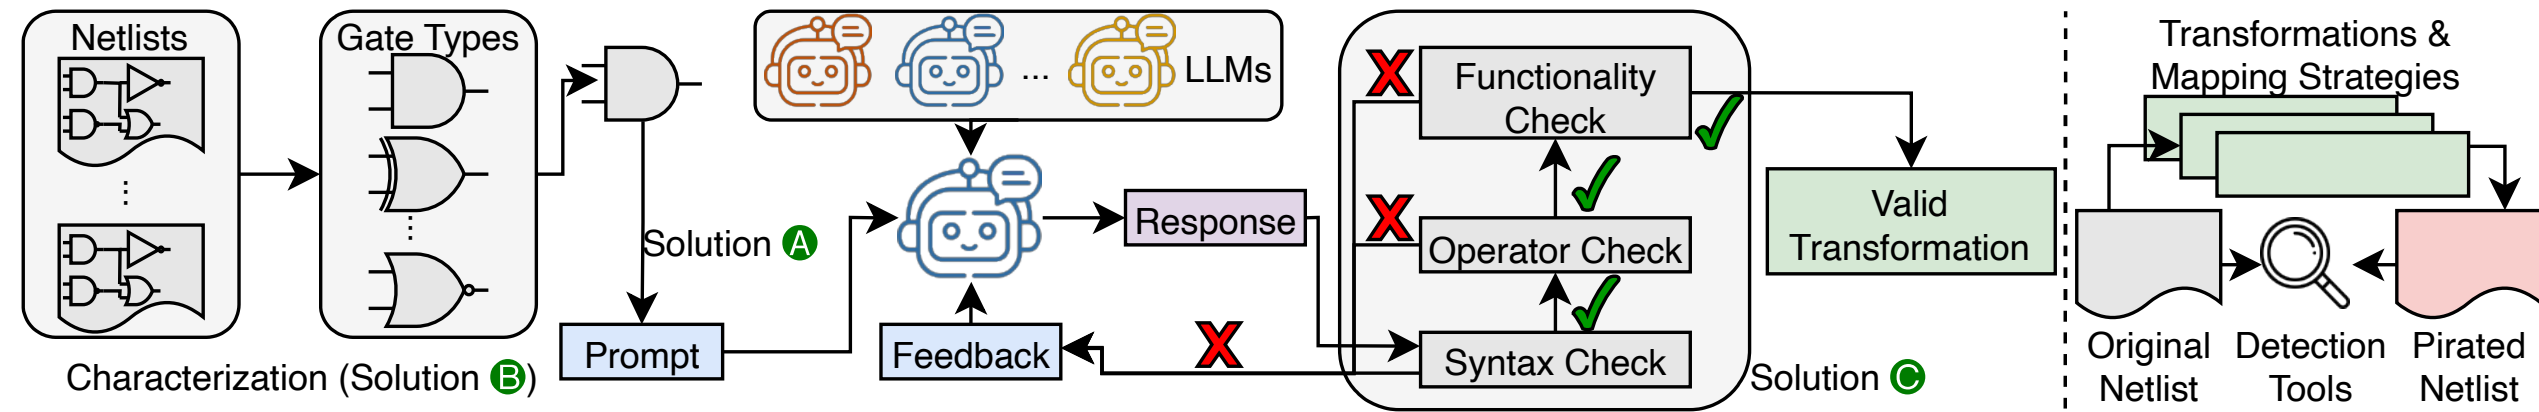 Netlists
⋮
Characterization (Solution B)
Gate Types
⋮
Solution A
Prompt
... LLMs
Feedback
Response
Functionality
Check
Operator Check
Syntax Check
Solution C
Valid
Transformation
Transformations &
Mapping Strategies
Original
Netlist
Detection
Tools
Pirated
Netlist